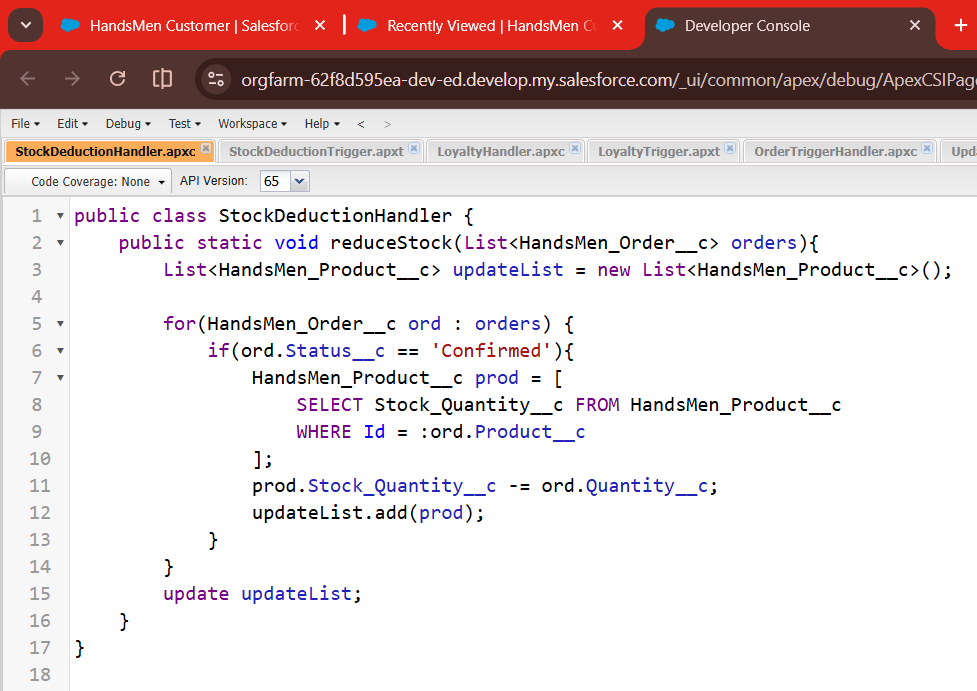 HandsMen Customer | Salesforc
Recently Viewed | HandsMen C
Developer Console
orgfarm-62f8d595ea-dev-ed.develop.my.salesforce.com/_ui/common/apex/debug/ApexCSIPage
File Edit Debug Test Workspace Help < >
StockDeductionHandler.apxc StockDeductionTrigger.apxt LoyaltyHandler.apxc LoyaltyTrigger.apxt OrderTriggerHandler.apxc Upda
Code Coverage: None API Version: 65
1 public class StockDeductionHandler {
2 public static void reduceStock(List<HandsMen_Order__c> orders){
3 List<HandsMen_Product__c> updateList = new List<HandsMen_Product__c>();
4
5 for(HandsMen_Order__c ord : orders) {
6 if(ord.Status__c == 'Confirmed'){
7 HandsMen_Product__c prod = [
8 SELECT Stock_Quantity__c FROM HandsMen_Product__c
9 WHERE Id = :ord.Product__c
10 ];
11 prod.Stock_Quantity__c -= ord.Quantity__c;
12 updateList.add(prod);
13 }
14 }
15 update updateList;
16 }
17 }
18